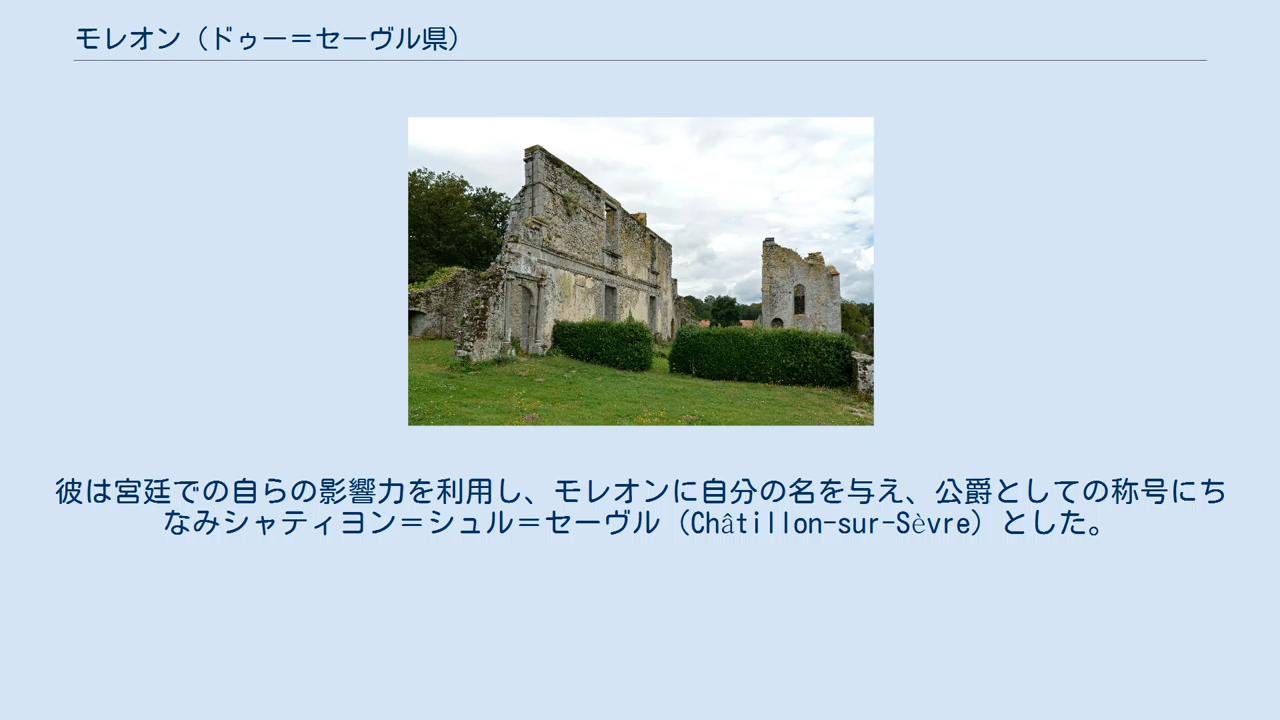 モレオン（ドゥー＝セーヴル県）
彼は宮廷での自らの影響力を利用し、モレオンに自分の名を与え、公爵としての称号にち
なみシャティヨン＝シュル＝セーヴル（Châtillon-sur-Sèvre）とした。